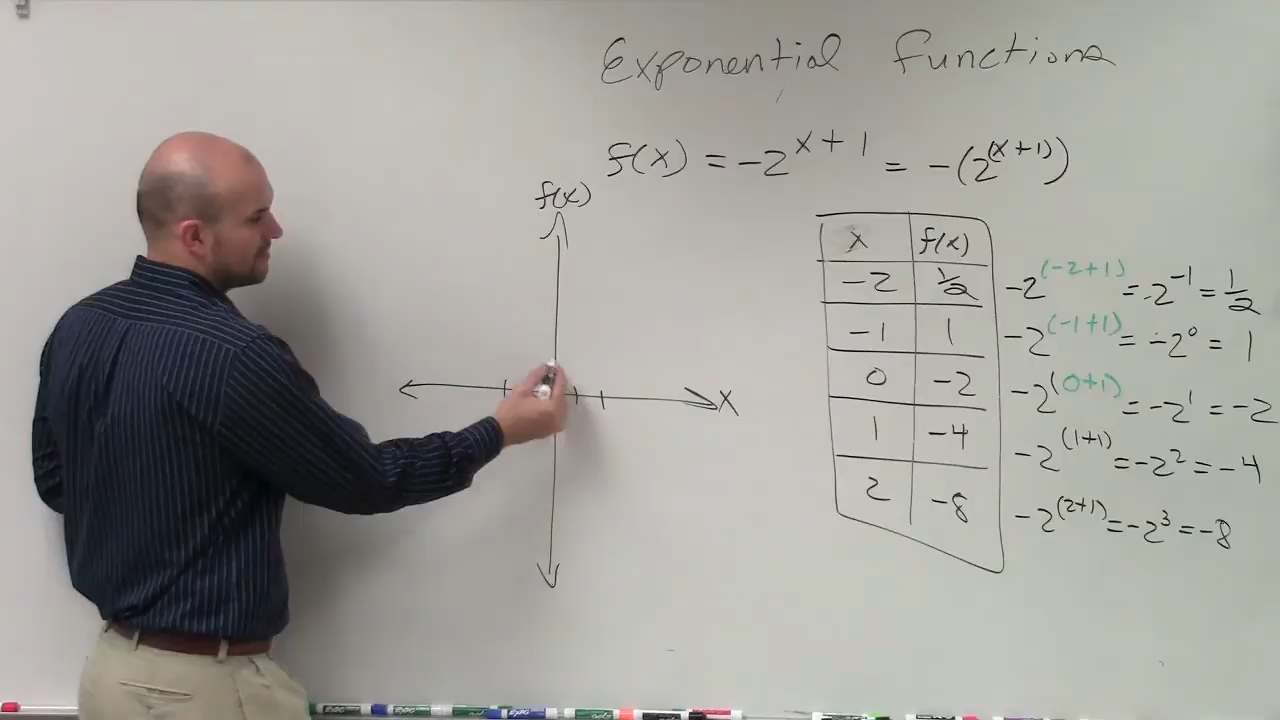 Exponential Functions
f(x) = -2^{x+1} = -(2^{(x+1)})
f(x)
X
x f(x)
-2 1/2 -2^{(-2+1)} = -2^{-1} = 1/2
-1 1 -2^{(-1+1)} = -2^0 = 1
0 -2 -2^{(0+1)} = -2^1 = -2
1 -4 -2^{(1+1)} = -2^2 = -4
2 -8 -2^{(2+1)} = -2^3 = -8
EXPO